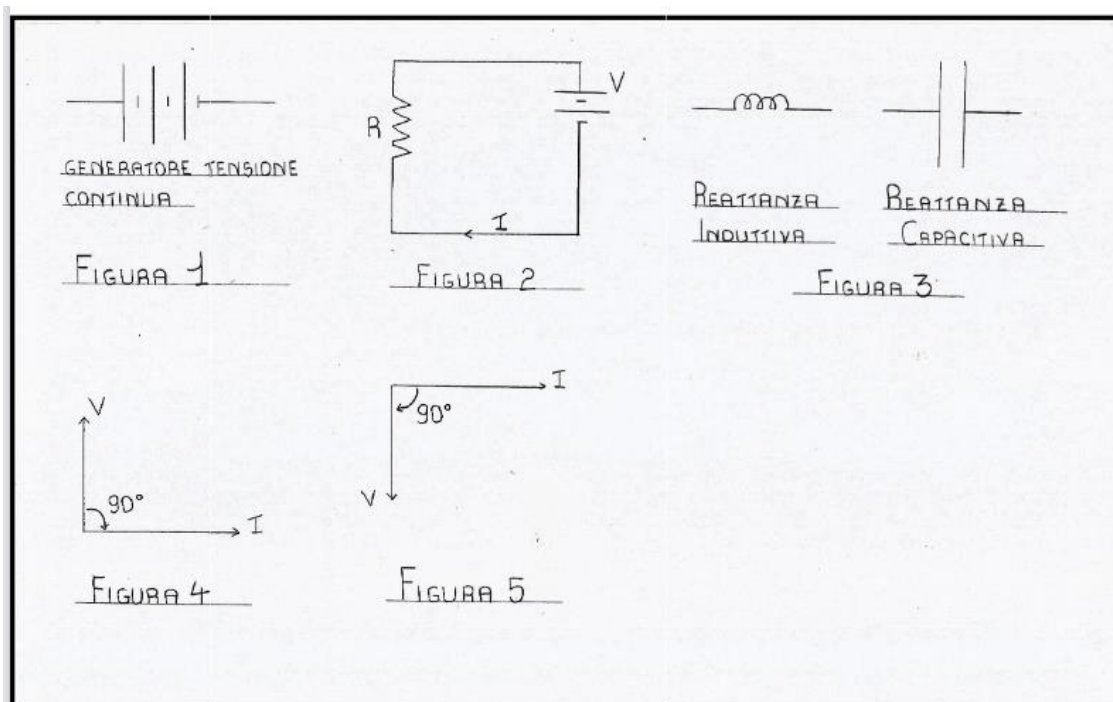 GENERATORE TENSIONE
CONTINUA
FIGURA 1
R
V
I
FIGURA 2
REATTANZA
INDUTTIVA
REATTANZA
CAPACITIVA
FIGURA 3
V
90°
I
FIGURA 4
I
90°
V
FIGURA 5